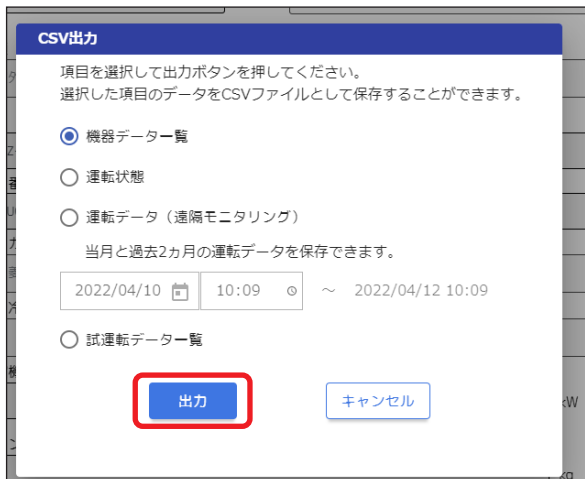 CSV出力
項目を選択して出力ボタンを押してください。
選択した項目のデータをCSVファイルとして保存することができます。
機器データ一覧
運転状態
運転データ（遠隔モニタリング）
当月と過去2ヵ月の運転データを保存できます。
2022/04/10 10:09 ～ 2022/04/12 10:09
試運転データ一覧
出力 キャンセル
kW
kg